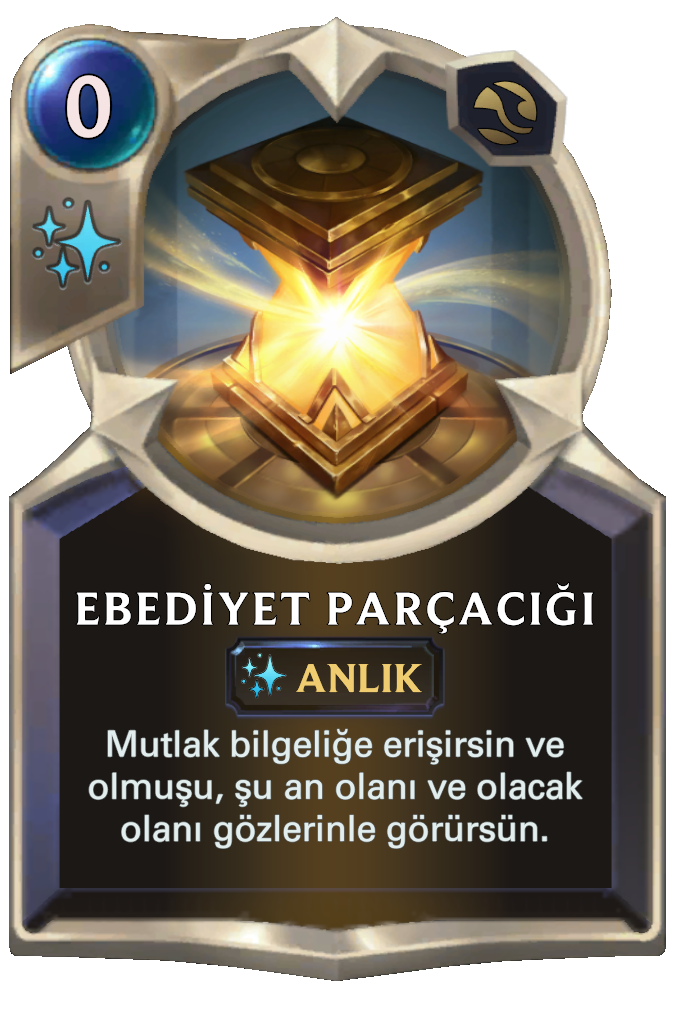 0
EBEDİYET PARÇACIĞI
ANLIK
Mutlak bilgeliğe erişirsin ve
olmuşu, şu an olanı ve olacak
olanı gözlerinle görürsün.